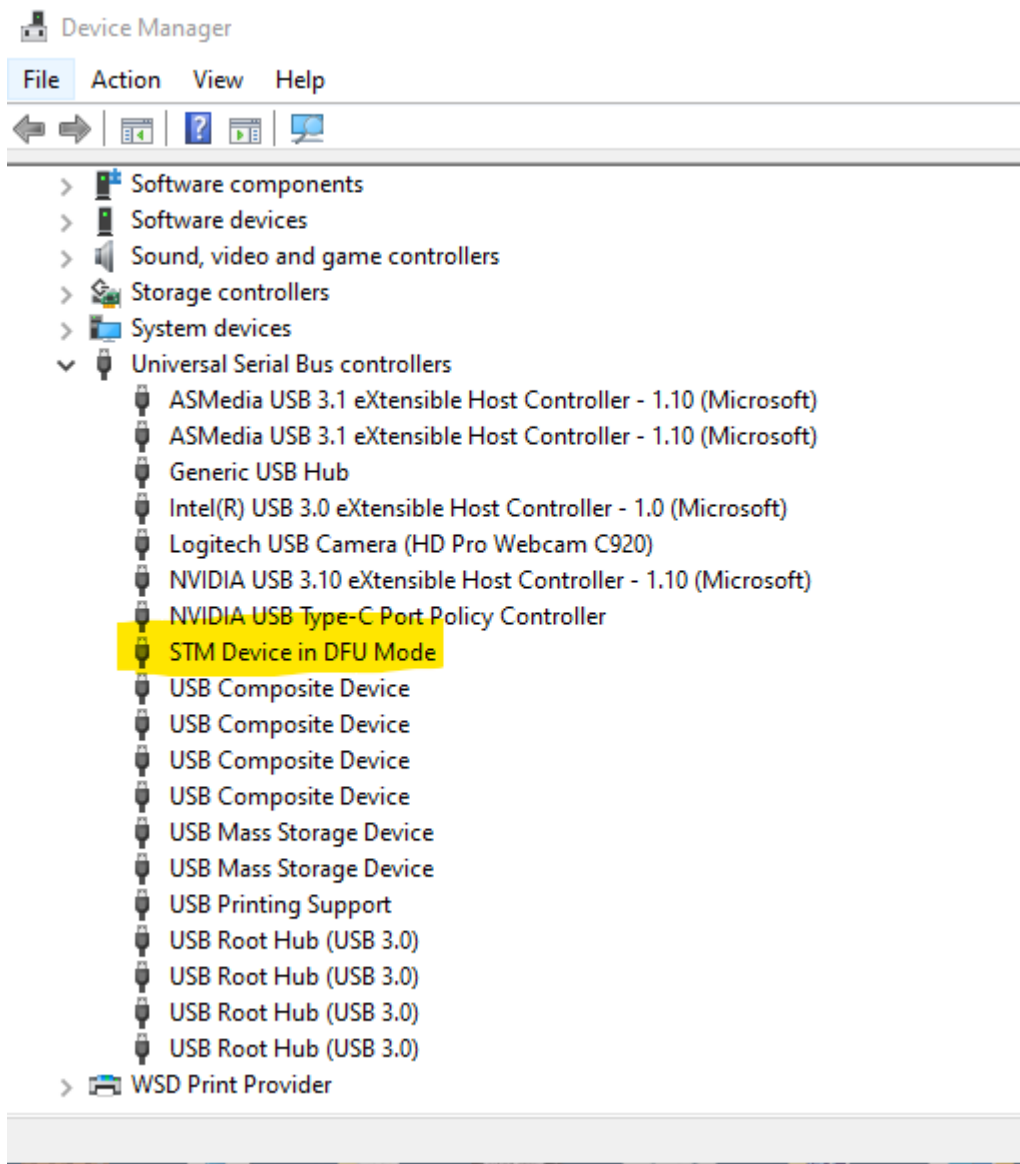 Device Manager
File Action View Help
Software components
Software devices
Sound, video and game controllers
Storage controllers
System devices
Universal Serial Bus controllers
ASMedia USB 3.1 eXtensible Host Controller - 1.10 (Microsoft)
ASMedia USB 3.1 eXtensible Host Controller - 1.10 (Microsoft)
Generic USB Hub
Intel(R) USB 3.0 eXtensible Host Controller - 1.0 (Microsoft)
Logitech USB Camera (HD Pro Webcam C920)
NVIDIA USB 3.10 eXtensible Host Controller - 1.10 (Microsoft)
NVIDIA USB Type-C Port Policy Controller
STM Device in DFU Mode
USB Composite Device
USB Composite Device
USB Composite Device
USB Composite Device
USB Mass Storage Device
USB Mass Storage Device
USB Printing Support
USB Root Hub (USB 3.0)
USB Root Hub (USB 3.0)
USB Root Hub (USB 3.0)
USB Root Hub (USB 3.0)
WSD Print Provider